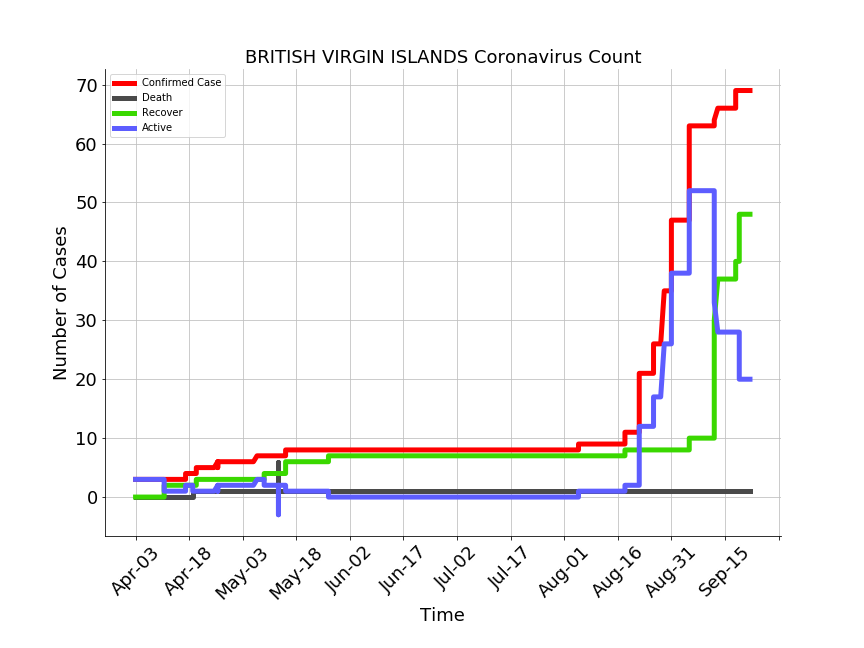 BRITISH VIRGIN ISLANDS Coronavirus Count
Confirmed Case
Death
Recover
Active
Number of Cases
70
60
50
40
30
20
10
0
Apr-03
Apr-18
May-03
May-18
Jun-02
Jun-17
Jul-02
Jul-17
Aug-01
Aug-16
Aug-31
Sep-15
Time